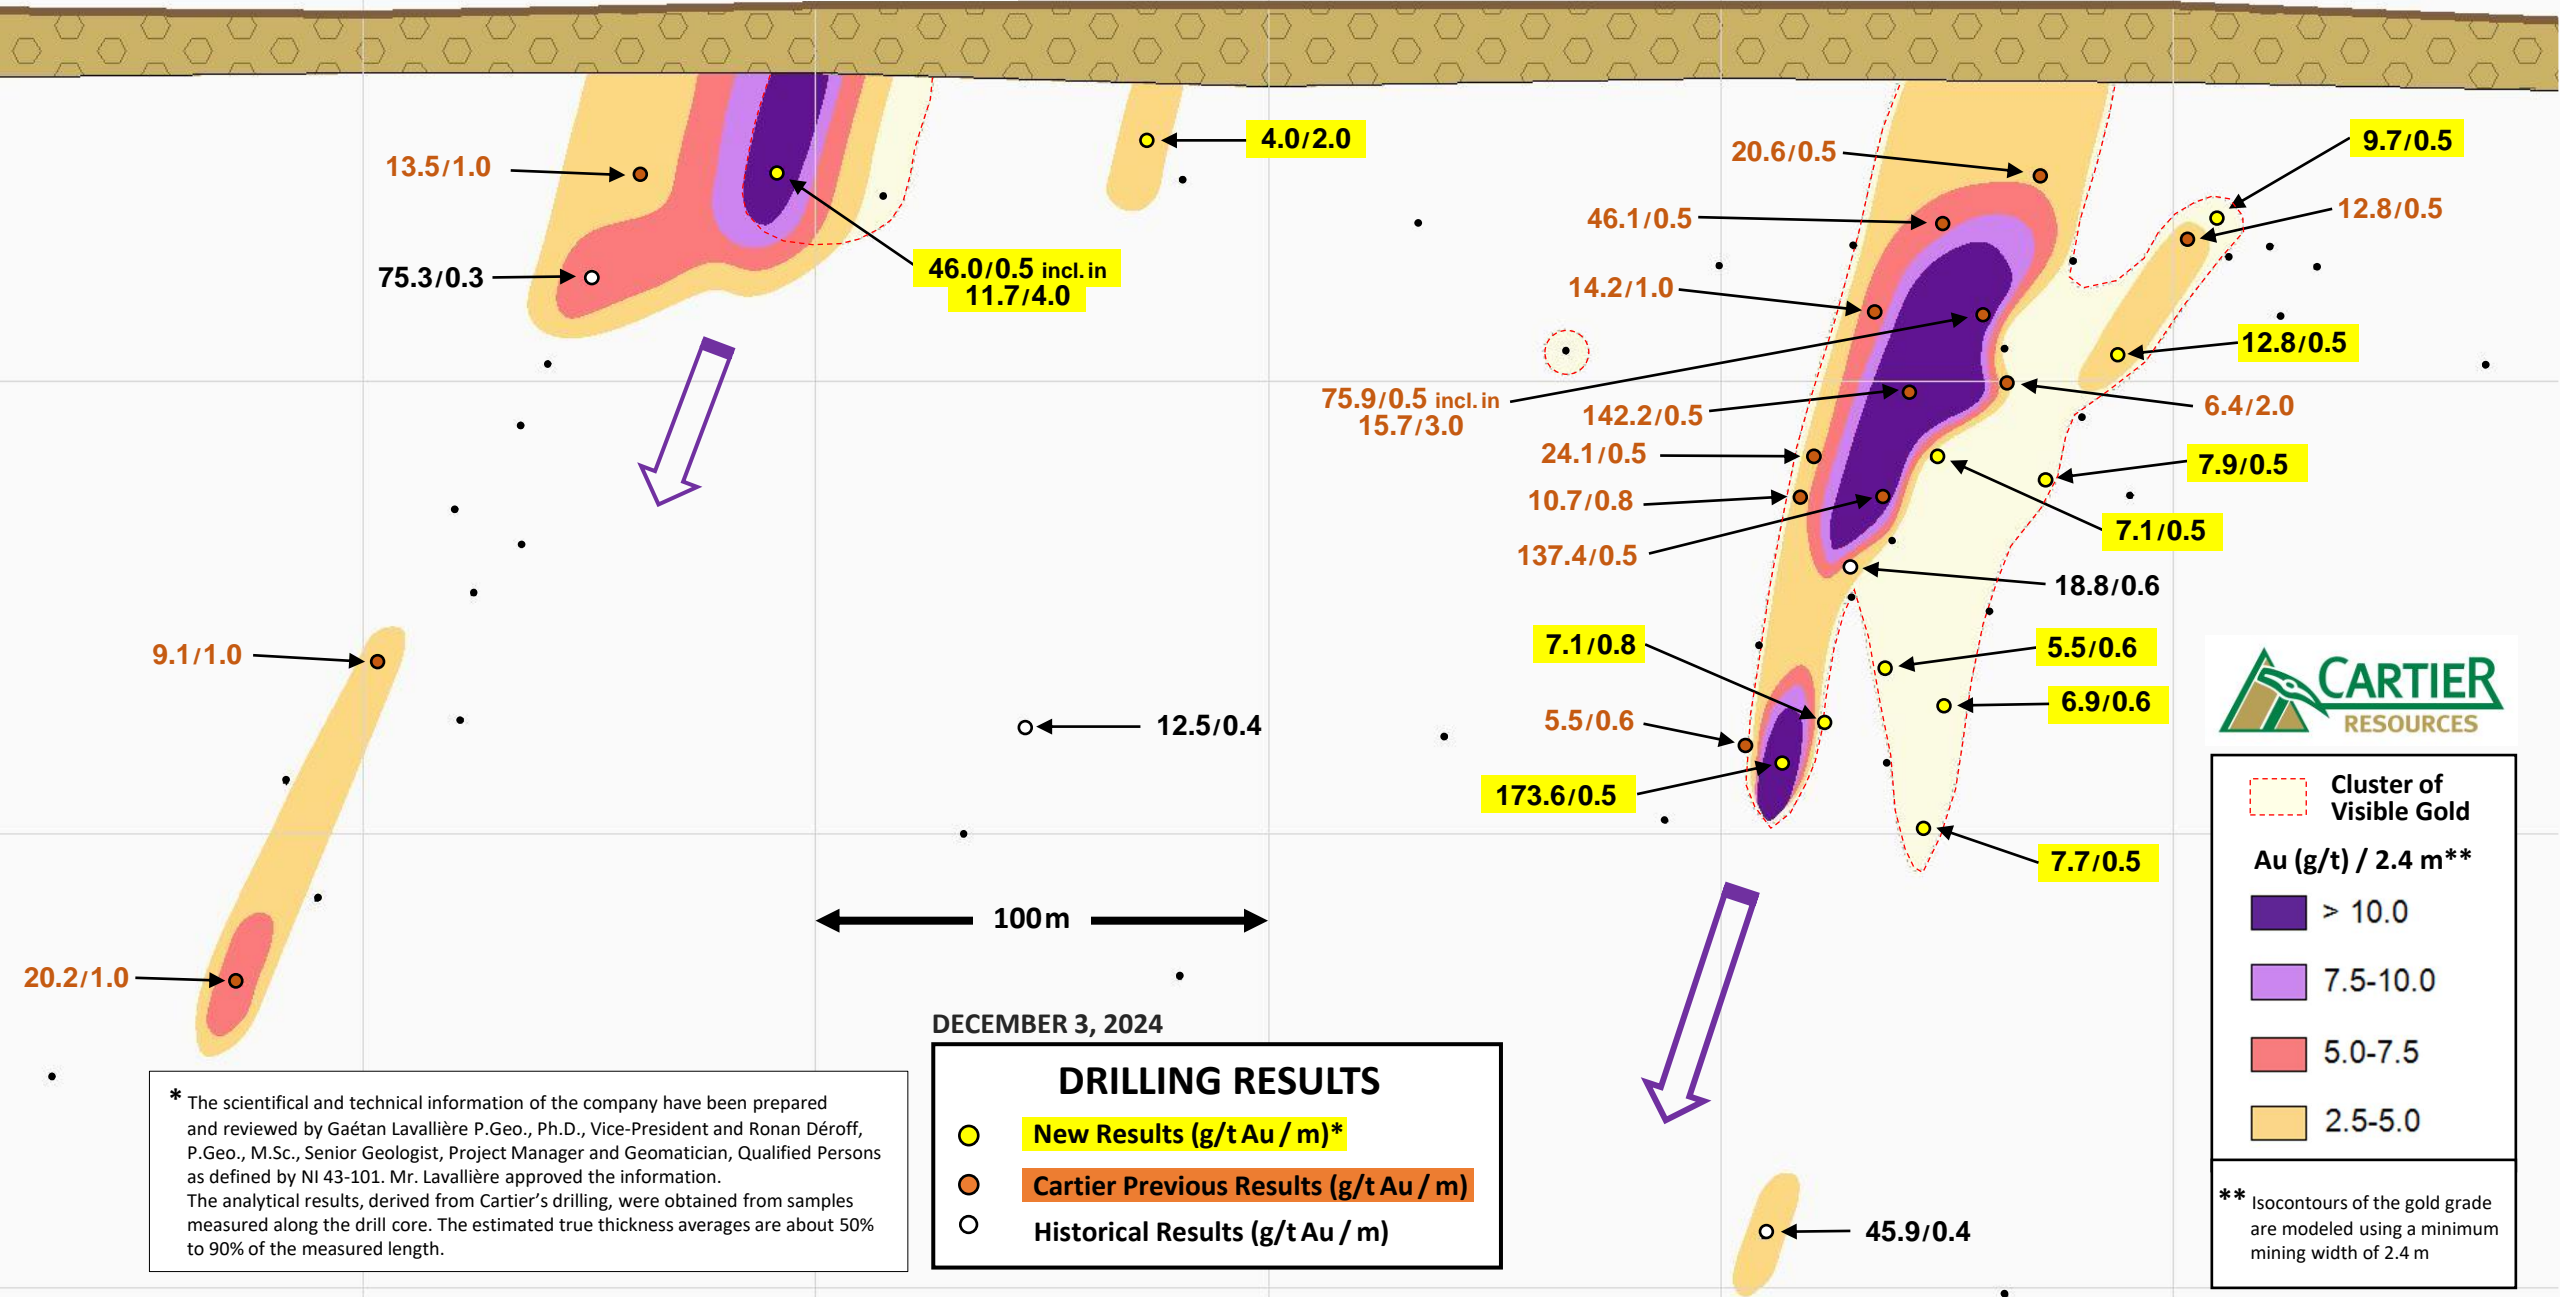 4.0/2.0
9.7/0.5
20.6/0.5
13.5/1.0
12.8/0.5
46.1/0.5
75.3/0.3
46.0/0.5 incl. in
11.7/4.0
14.2/1.0
12.8/0.5
75.9/0.5 incl. in
15.7/3.0
142.2/0.5
6.4/2.0
24.1/0.5
7.9/0.5
10.7/0.8
7.1/0.5
137.4/0.5
18.8/0.6
7.1/0.8
5.5/0.6
9.1/1.0
6.9/0.6
5.5/0.6
12.5/0.4
173.6/0.5
7.7/0.5
20.2/1.0
45.9/0.4
100m
CARTIER
RESOURCES
Cluster of
Visible Gold
Au (g/t) / 2.4 m**
> 10.0
7.5-10.0
5.0-7.5
2.5-5.0
** Isocontours of the gold grade
are modeled using a minimum
mining width of 2.4 m
DECEMBER 3, 2024
DRILLING RESULTS
New Results (g/t Au / m)*
Cartier Previous Results (g/t Au / m)
Historical Results (g/t Au / m)
* The scientifical and technical information of the company have been prepared
and reviewed by Gaétan Lavallière P.Geo., Ph.D., Vice-President and Ronan Déroff,
P.Geo., M.Sc., Senior Geologist, Project Manager and Geomatician, Qualified Persons
as defined by NI 43-101. Mr. Lavallière approved the information.
The analytical results, derived from Cartier's drilling, were obtained from samples
measured along the drill core. The estimated true thickness averages are about 50%
to 90% of the measured length.